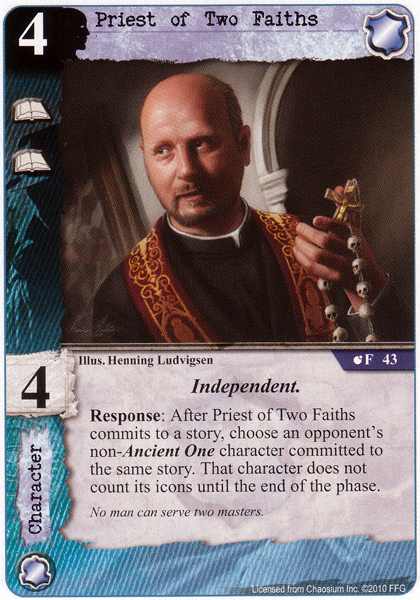 4
Priest of Two Faiths
Illus. Henning Ludvigsen
F 43
4
Independent.
Response: After Priest of Two Faiths
commits to a story, choose an opponent's
non-Ancient One character committed to
the same story. That character does not
count its icons until the end of the phase.
No man can serve two masters.
Character
Licensed from Chaosium Inc. ©2010 FFG